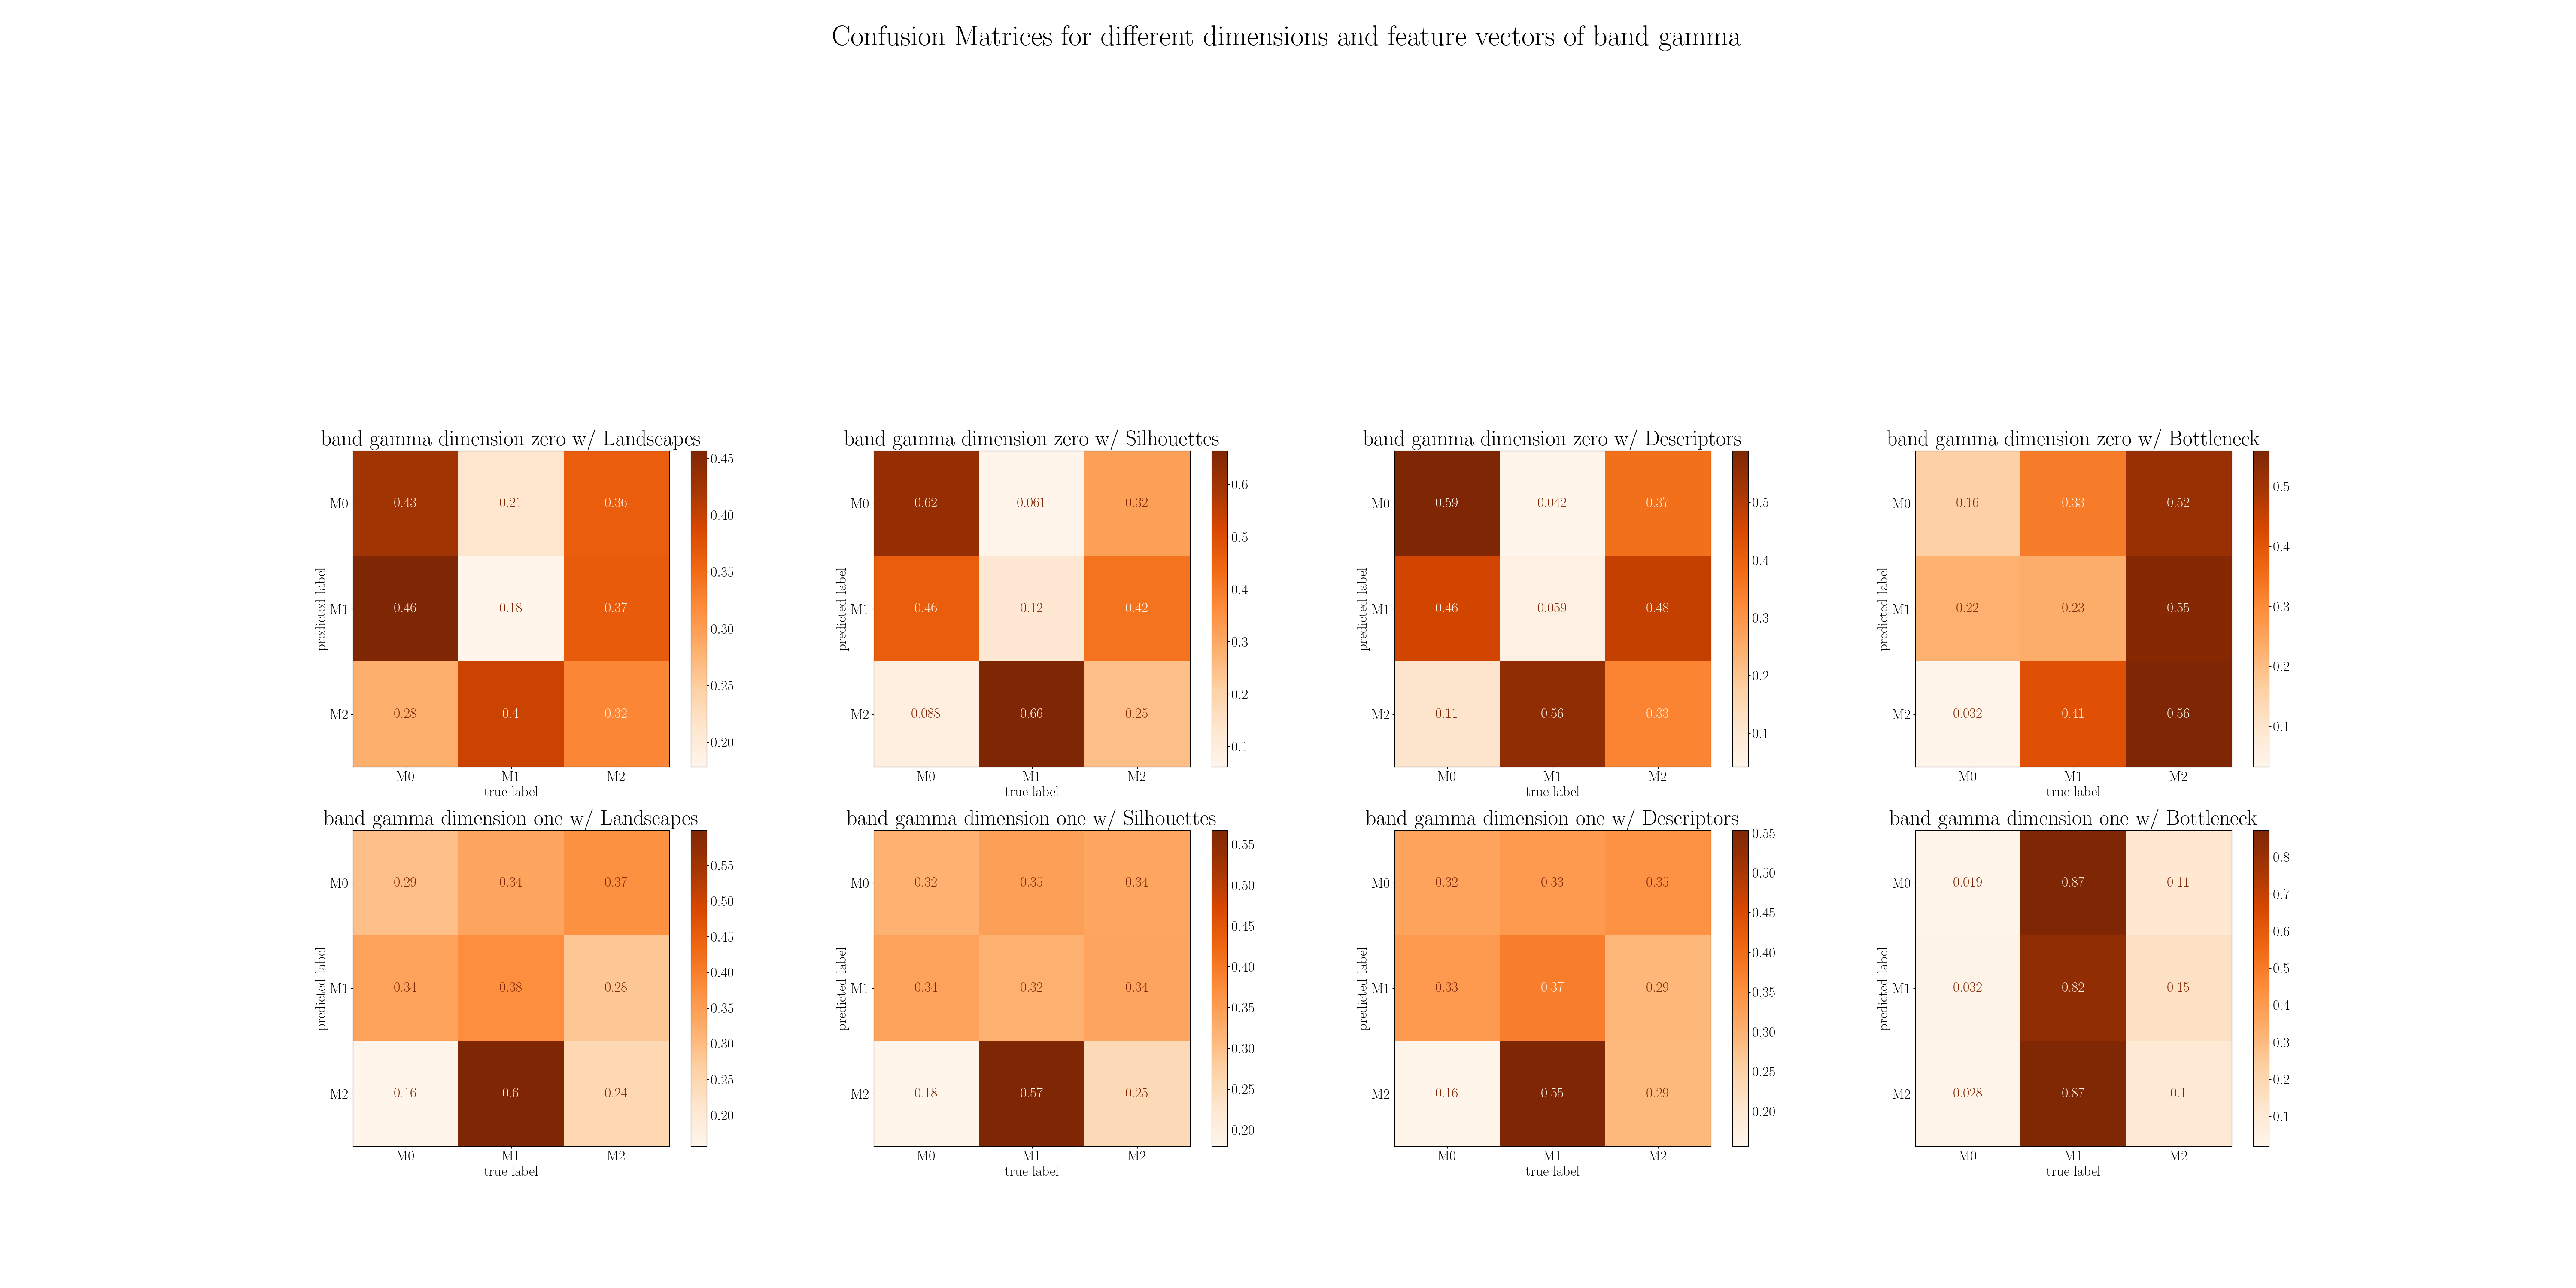 Confusion Matrices for different dimensions and feature vectors of band gamma
band gamma dimension zero w/ Landscapes
0.45
0.40
0.35
0.30
0.25
0.20
predicted label
M0 0.43 0.21 0.36
M1 0.46 0.18 0.37
M2 0.28 0.4 0.32
M0 M1 M2
true label
band gamma dimension zero w/ Silhouettes
0.6
0.5
0.4
0.3
0.2
0.1
predicted label
M0 0.62 0.061 0.32
M1 0.46 0.12 0.42
M2 0.088 0.66 0.25
M0 M1 M2
true label
band gamma dimension zero w/ Descriptors
0.5
0.4
0.3
0.2
0.1
predicted label
M0 0.59 0.042 0.37
M1 0.46 0.059 0.48
M2 0.11 0.56 0.33
M0 M1 M2
true label
band gamma dimension zero w/ Bottleneck
0.5
0.4
0.3
0.2
0.1
predicted label
M0 0.16 0.33 0.52
M1 0.22 0.23 0.55
M2 0.032 0.41 0.56
M0 M1 M2
true label
band gamma dimension one w/ Landscapes
0.55
0.50
0.45
0.40
0.35
0.30
0.25
0.20
predicted label
M0 0.29 0.34 0.37
M1 0.34 0.38 0.28
M2 0.16 0.6 0.24
M0 M1 M2
true label
band gamma dimension one w/ Silhouettes
0.55
0.50
0.45
0.40
0.35
0.30
0.25
0.20
predicted label
M0 0.32 0.35 0.34
M1 0.34 0.32 0.34
M2 0.18 0.57 0.25
M0 M1 M2
true label
band gamma dimension one w/ Descriptors
0.55
0.50
0.45
0.40
0.35
0.30
0.25
0.20
predicted label
M0 0.32 0.33 0.35
M1 0.33 0.37 0.29
M2 0.16 0.55 0.29
M0 M1 M2
true label
band gamma dimension one w/ Bottleneck
0.8
0.7
0.6
0.5
0.4
0.3
0.2
0.1
predicted label
M0 0.019 0.87 0.11
M1 0.032 0.82 0.15
M2 0.028 0.87 0.1
M0 M1 M2
true label